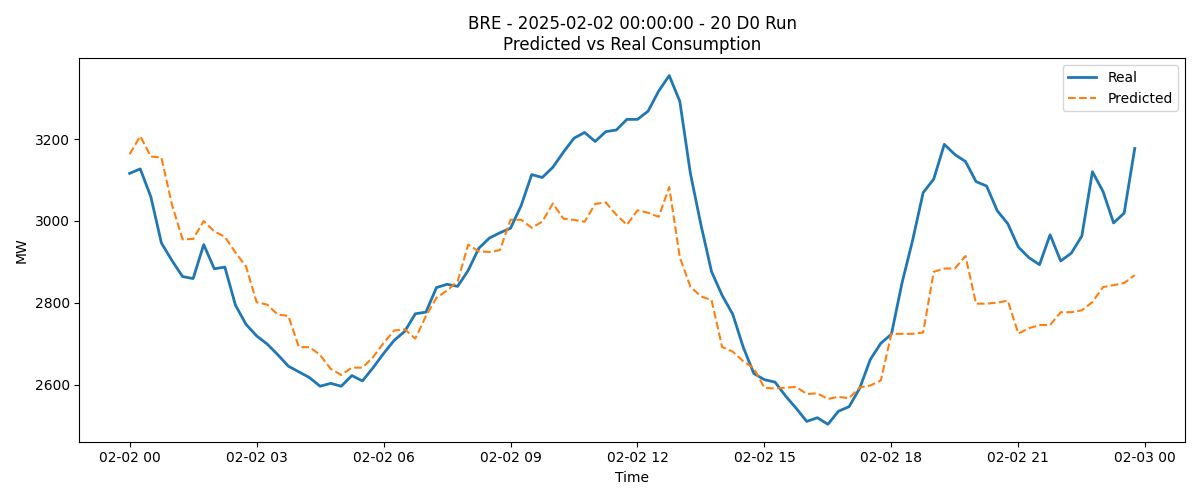 BRE - 2025-02-02 00:00:00 - 20 D0 Run
Predicted vs Real Consumption
Real
Predicted
MW
3200
3000
2800
2600
02-02 00
02-02 03
02-02 06
02-02 09
02-02 12
02-02 15
02-02 18
02-02 21
02-03 00
Time